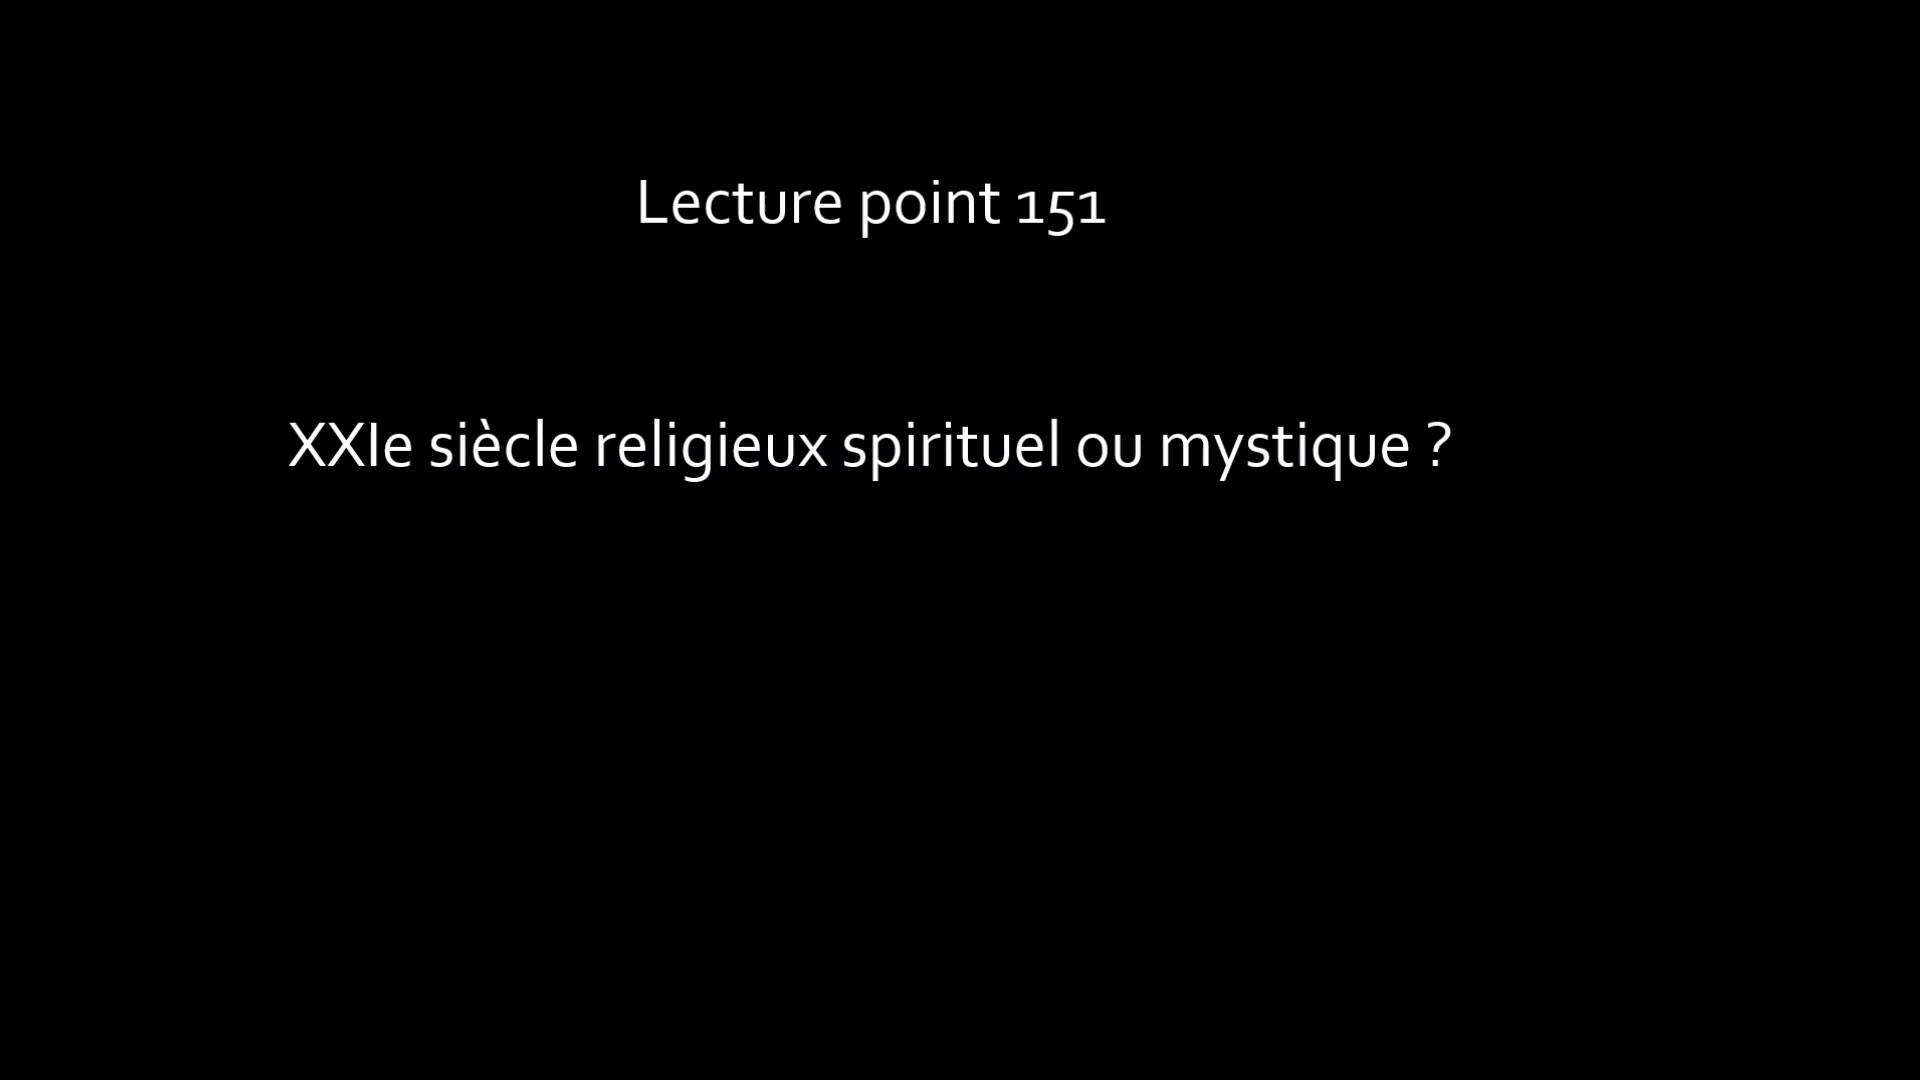 Lecture point 151
XXIe siècle religieux spirituel ou mystique ?